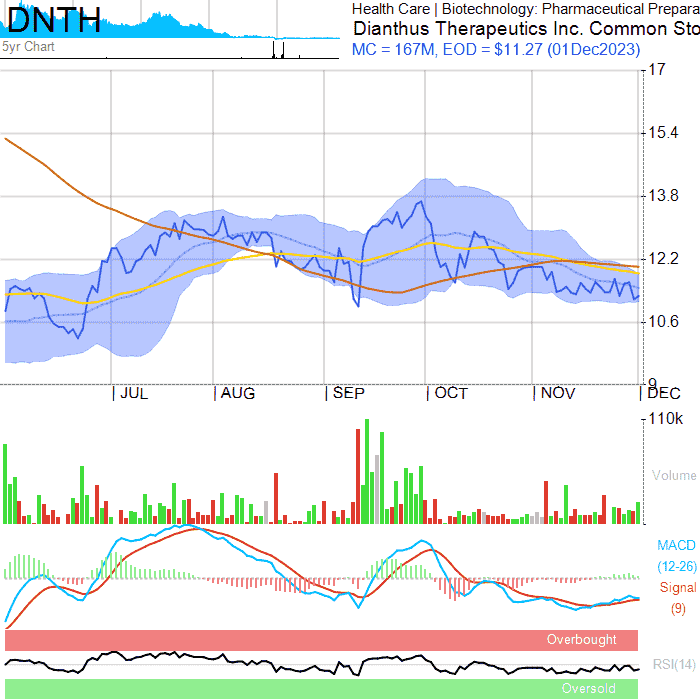 DNTH
5yr Chart
Health Care | Biotechnology: Pharmaceutical Prepara
Dianthus Therapeutics Inc. Common Sto
MC = 167M, EOD = $11.27 (01Dec2023)
17
15.4
13.8
12.2
10.6
9
| JUL | AUG | SEP | OCT | NOV | DEC
110k
Volume
MACD
(12-26)
Signal
(9)
Overbought
RSI(14)
Oversold